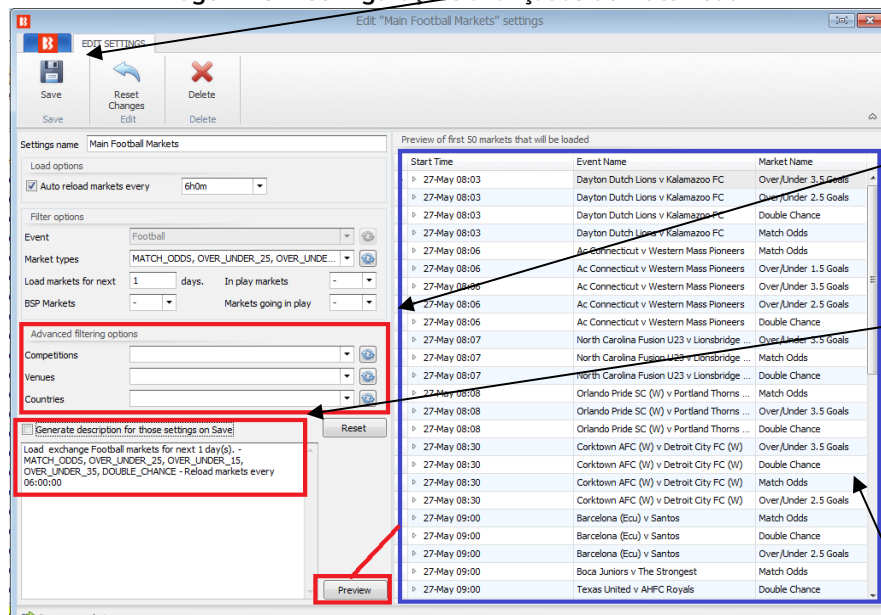 Edit "Main Football Markets" settings
EDIT SETTINGS
Save
Reset Changes
Delete
Save
Edit
Delete
Settings name Main Football Markets
Load options
Auto reload markets every 6h0m
Filter options
Event Football
Market types MATCH_ODDS, OVER_UNDER_25, OVER_UNDE...
Load markets for next 1 days. In play markets -
BSP Markets - Markets going in play -
Advanced filtering options
Competitions
Venues
Countries
Generate description for those settings on Save
Reset
Load exchange Football markets for next 1 day(s). -
MATCH_ODDS, OVER_UNDER_25, OVER_UNDER_15,
OVER_UNDER_35, DOUBLE_CHANCE - Reload markets every
06:00:00
Preview
Preview of first 50 markets that will be loaded
Start Time Event Name Market Name
27-May 08:03 Dayton Dutch Lions v Kalamazoo FC Over/Under 3.5 Goals
27-May 08:03 Dayton Dutch Lions v Kalamazoo FC Over/Under 2.5 Goals
27-May 08:03 Dayton Dutch Lions v Kalamazoo FC Double Chance
27-May 08:03 Dayton Dutch Lions v Kalamazoo FC Match Odds
27-May 08:06 Ac Connecticut v Western Mass Pioneers Match Odds
27-May 08:06 Ac Connecticut v Western Mass Pioneers Over/Under 1.5 Goals
27-May 08:06 Ac Connecticut v Western Mass Pioneers Over/Under 3.5 Goals
27-May 08:06 Ac Connecticut v Western Mass Pioneers Over/Under 2.5 Goals
27-May 08:06 Ac Connecticut v Western Mass Pioneers Double Chance
27-May 08:07 North Carolina Fusion U23 v Lionsbridge ... Over/Under 3.5 Goals
27-May 08:07 North Carolina Fusion U23 v Lionsbridge ... Match Odds
27-May 08:07 North Carolina Fusion U23 v Lionsbridge ... Double Chance
27-May 08:08 Orlando Pride SC (W) v Portland Thorns ... Match Odds
27-May 08:08 Orlando Pride SC (W) v Portland Thorns ... Over/Under 3.5 Goals
27-May 08:08 Orlando Pride SC (W) v Portland Thorns ... Over/Under 2.5 Goals
27-May 08:30 Corktown AFC (W) v Detroit City FC (W) Over/Under 3.5 Goals
27-May 08:30 Corktown AFC (W) v Detroit City FC (W) Double Chance
27-May 08:30 Corktown AFC (W) v Detroit City FC (W) Match Odds
27-May 08:30 Corktown AFC (W) v Detroit City FC (W) Over/Under 2.5 Goals
27-May 09:00 Barcelona (Ecu) v Santos Match Odds
27-May 09:00 Barcelona (Ecu) v Santos Double Chance
27-May 09:00 Barcelona (Ecu) v Santos Over/Under 2.5 Goals
27-May 09:00 Boca Juniors v The Strongest Match Odds
27-May 09:00 Texas United v AHFC Royals Double Chance